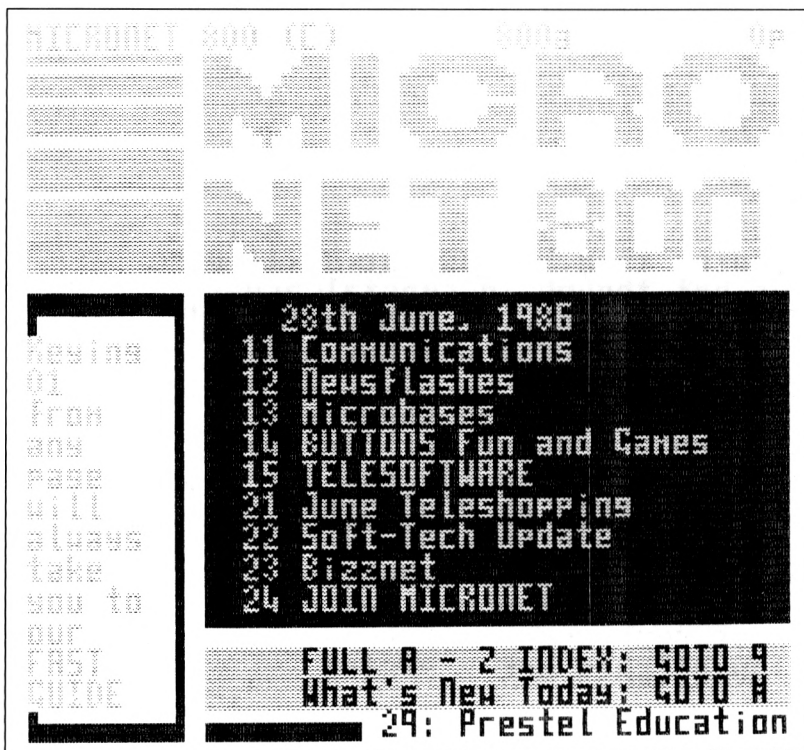 MICRONET 800 (C) 800a 0p
MICRO
NET 800
Keying
01
from
any
page
will
always
take
you to
our
FAST
GUIDE
28th June, 1986
11 Communications
12 Newsflashes
13 Microbases
14 BUTTONS Fun and Games
15 TELESOFTWARE
21 June Teleshopping
22 Soft-Tech Update
23 Bizznet
24 JOIN MICRONET
FULL A - Z INDEX: GOTO 9
What's New Today: GOTO
29: Prestel Education